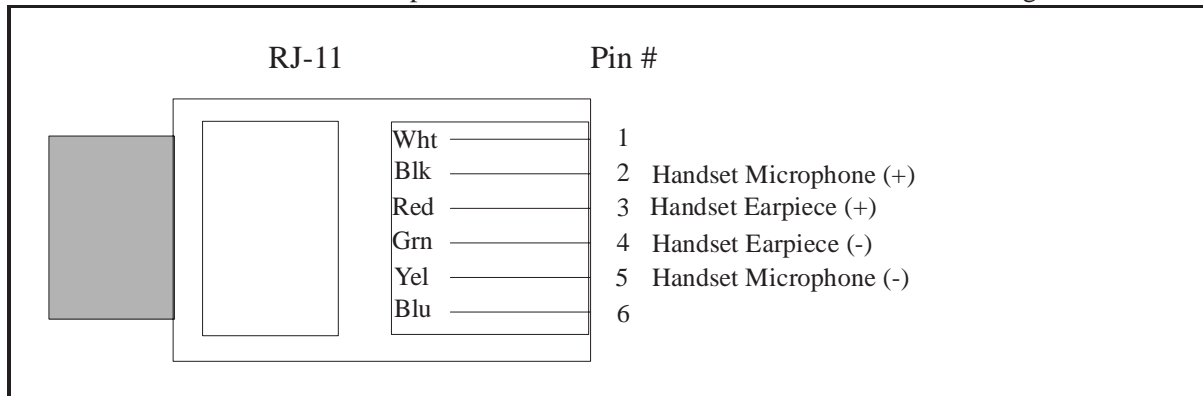 RJ-11 Pin #
Wht 1
Blk 2 Handset Microphone (+)
Red 3 Handset Earpiece (+)
Grn 4 Handset Earpiece (-)
Yel 5 Handset Microphone (-)
Blu 6